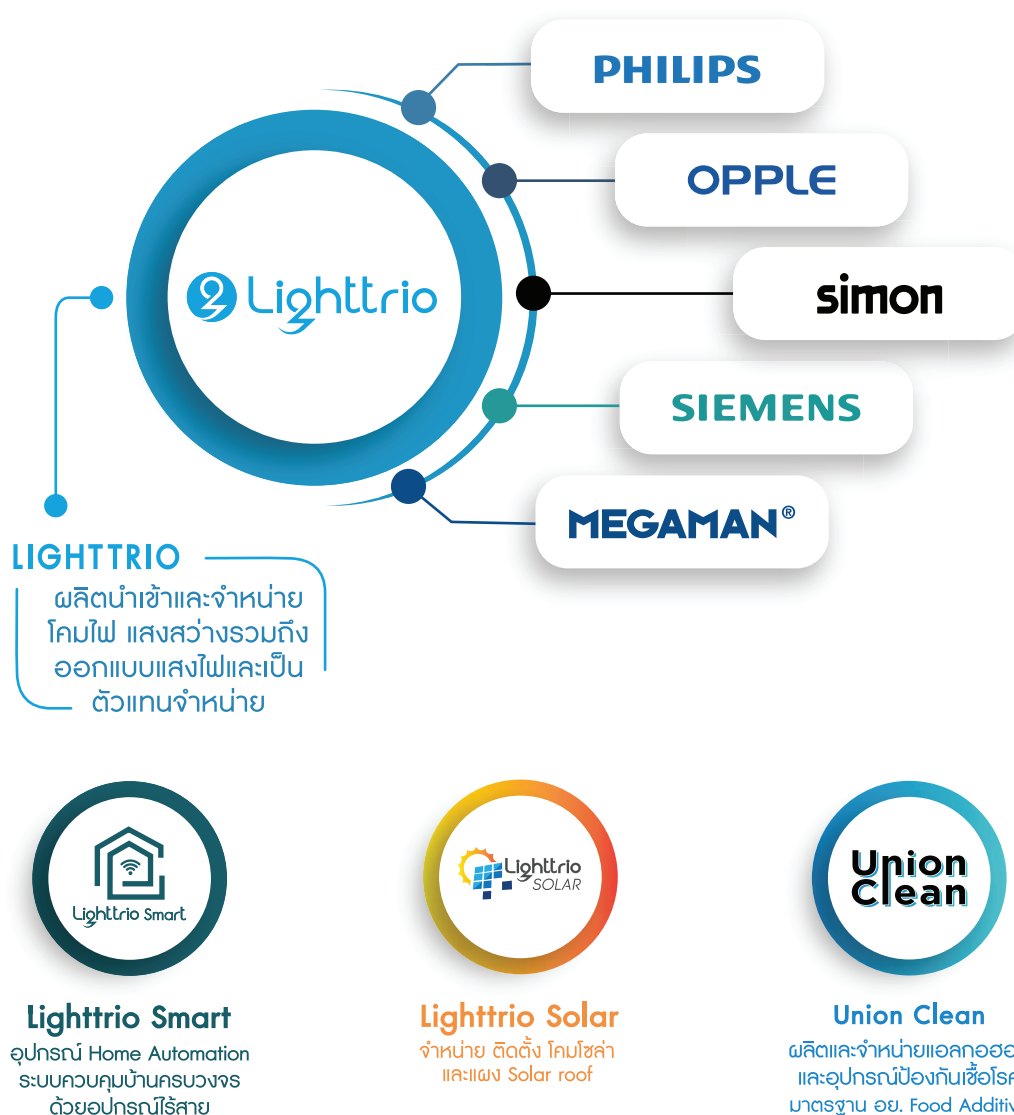 PHILIPS
OPPLE
Lighttrio
simon
SIEMENS
MEGAMAN®
LIGHTTRIO
ผลิตนำเข้าและจำหน่าย
โคมไฟ แสงสว่างรวมถึง
ออกแบบแสงไฟและเป็น
ตัวแทนจำหน่าย
Lighttrio Smart
Lighttrio
SOLAR
Union
Clean
Lighttrio Smart
อุปกรณ์ Home Automation
ระบบควบคุมบ้านครบวงจร
ด้วยอุปกรณ์ไร้สาย
Lighttrio Solar
จำหน่าย ติดตั้ง โคมโซล่า
และแผง Solar roof
Union Clean
ผลิตและจำหน่ายแอลกอฮอ
และอุปกรณ์ป้องกันเชื้อโรค
มาตรฐาน อย. Food Additiv